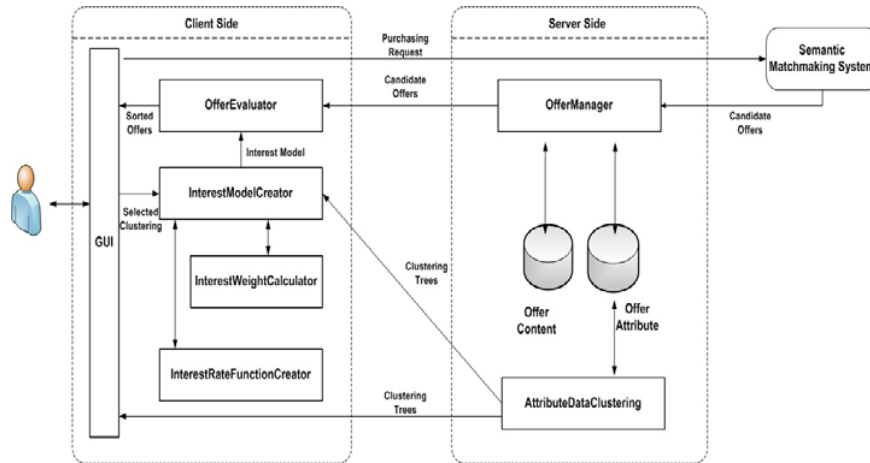 Client Side
Server Side
Purchasing
Request
Semantic
Matchmaking System
OfferEvaluator
Candidate
Offers
OfferManager
Candidate
Offers
Sorted
Offers
Interest Model
InterestModelCreator
Selected
Clustering
GUI
InterestWeightCalculator
Clustering
Trees
Offer
Content
Offer
Attribute
InterestRateFunctionCreator
Clustering
Trees
AttributeDataClustering